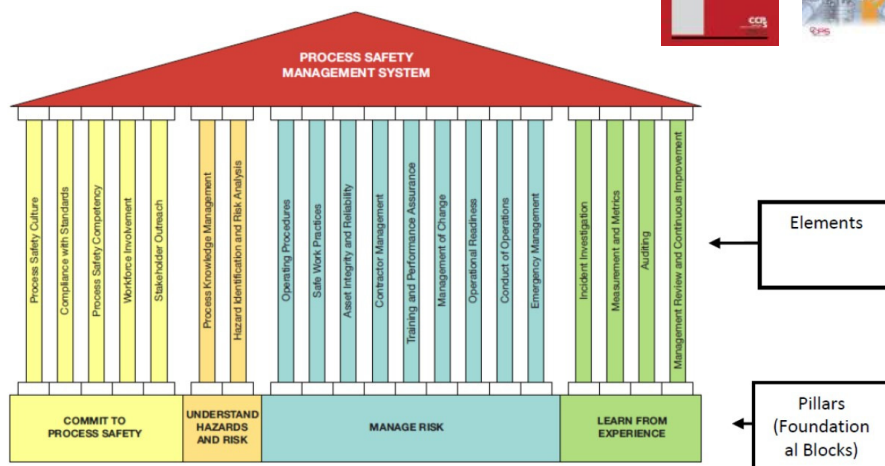 CCPS
CPS
PROCESS SAFETY
MANAGEMENT SYSTEM
Process Safety Culture
Compliance with Standards
Process Safety Competency
Workforce Involvement
Stakeholder Outreach
Process Knowledge Management
Hazard Identification and Risk Analysis
Operating Procedures
Safe Work Practices
Asset Integrity and Reliability
Contractor Management
Training and Performance Assurance
Management of Change
Operational Readiness
Conduct of Operations
Emergency Management
Incident Investigation
Measurement and Metrics
Auditing
Management Review and Continuous Improvement
Elements
COMMIT TO
PROCESS SAFETY
UNDERSTAND
HAZARDS
AND RISK
MANAGE RISK
LEARN FROM
EXPERIENCE
Pillars
(Foundation
al Blocks)